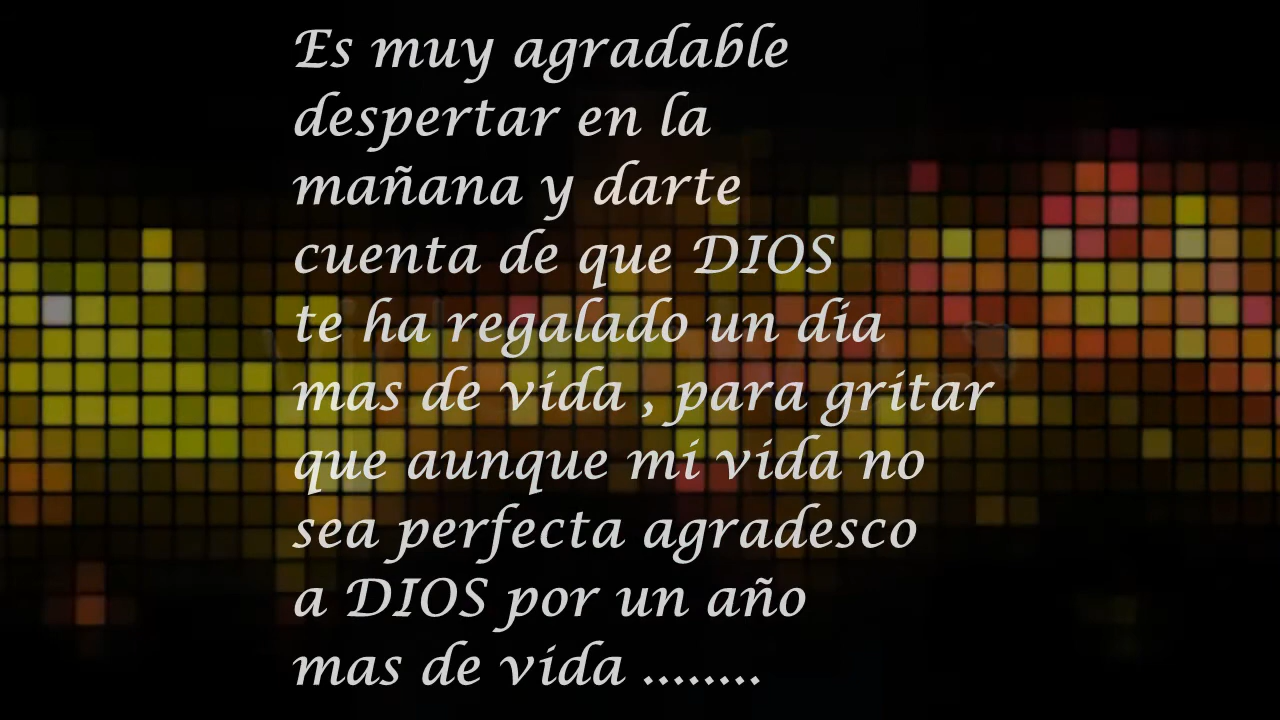 Es muy agradable
despertar en la
mañana y darte
cuenta de que DIOS
te ha regalado un dia
mas de vida , para gritar
que aunque mi vida no
sea perfecta agradesco
a DIOS por un año
mas de vida ........